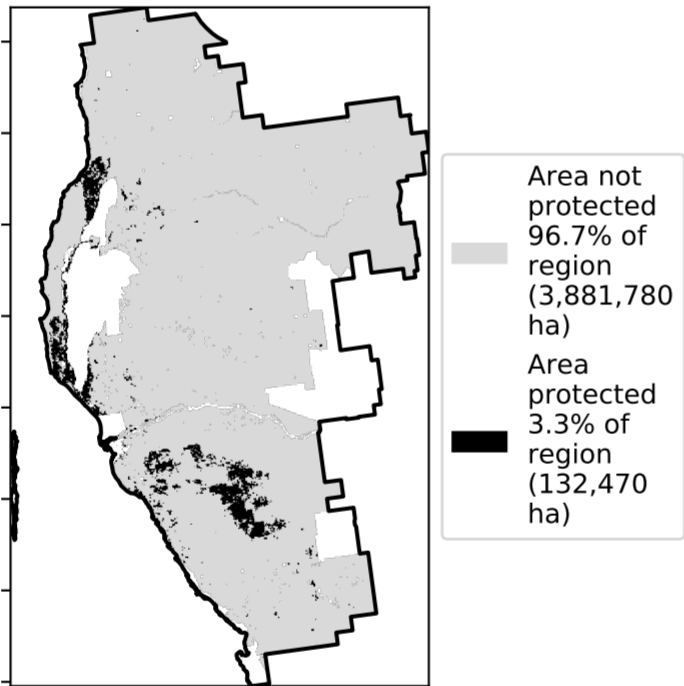 Area not
protected
96.7% of
region
(3,881,780
ha)
Area
protected
3.3% of
region
(132,470
ha)